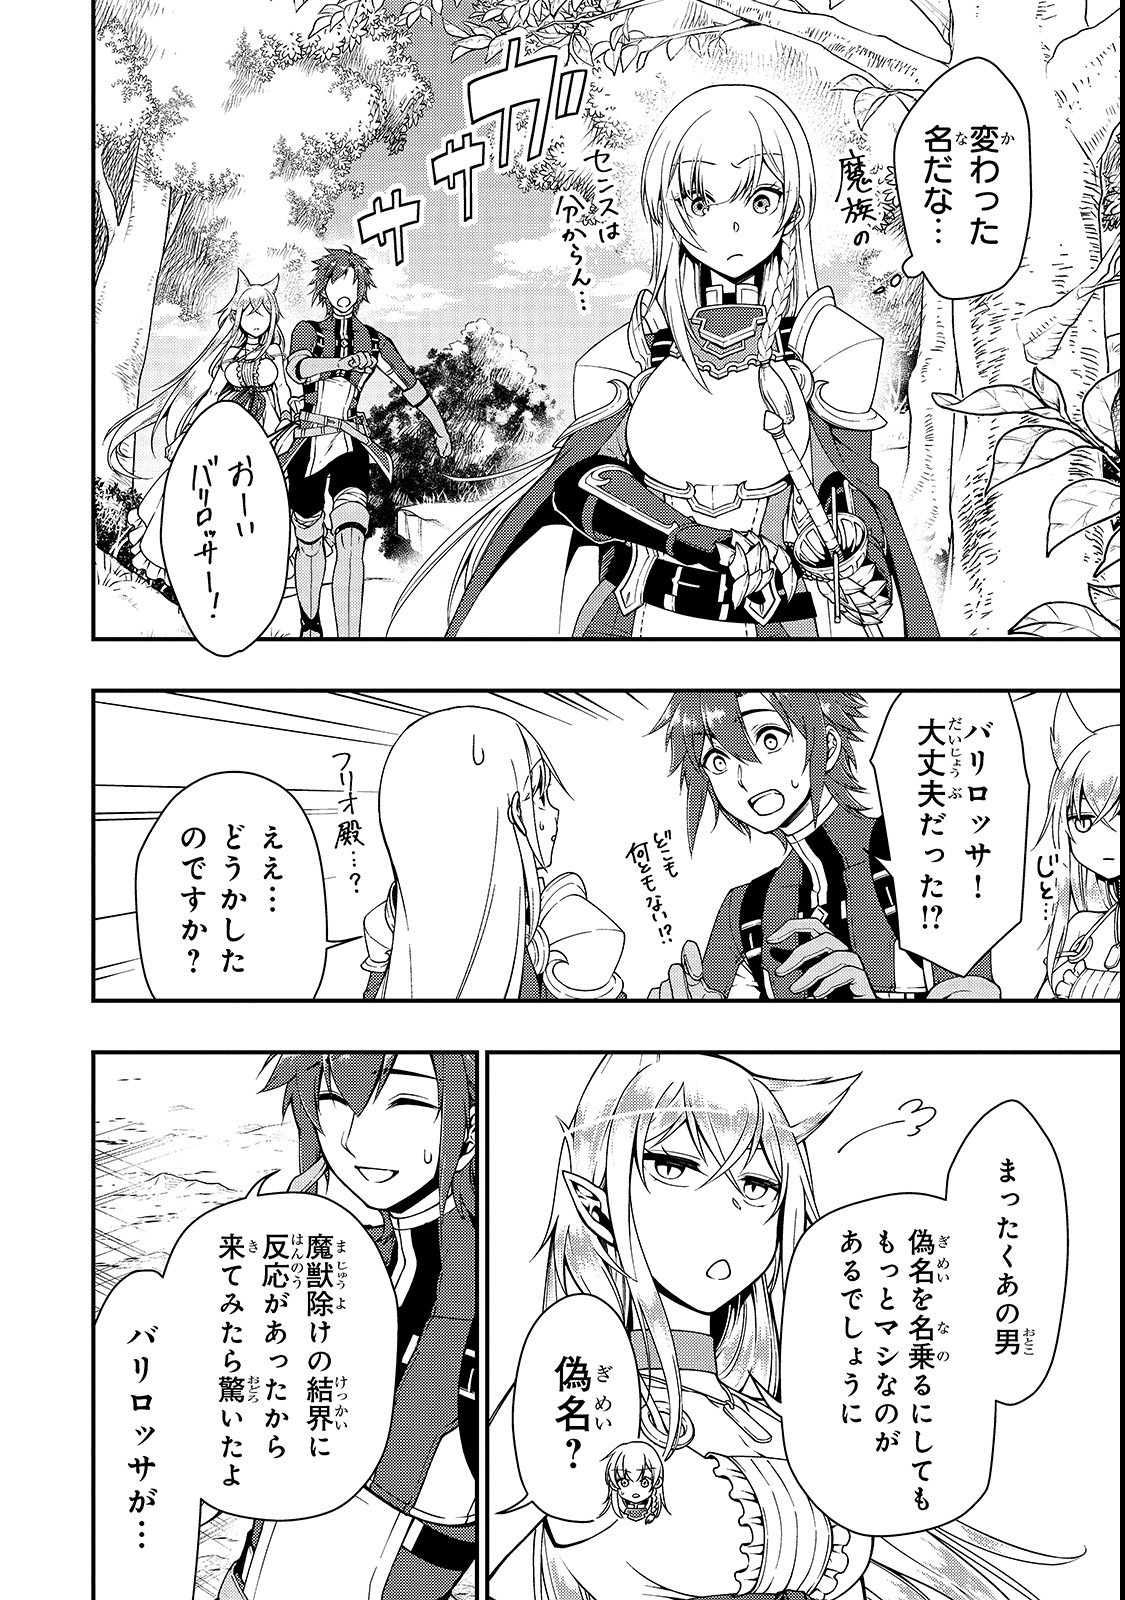 変わった
名だな…
魔族の
センスは
分からん…
ガサガサ
おーい
バリロッサー！
バリロッサ！
大丈夫だった!?
じと…
どこも
何ともない!?
フリオ殿…？
ええ…
どうかした
のですか？
まったくあの男
偽名を名乗るにしても
もっとマシなのが
あるでしょうに
偽名？
魔獣除けの結界に
反応があったから
来てみたら驚いたよ
バリロッサが…